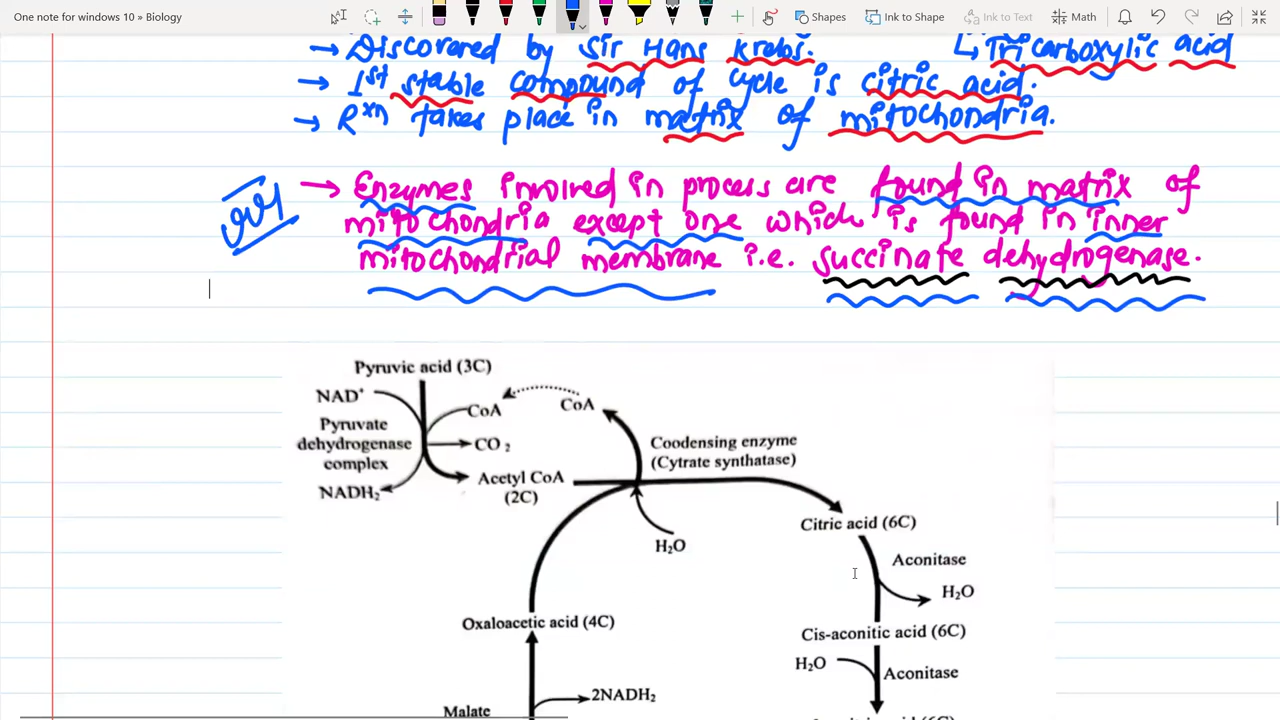 One note for windows 10 » Biology
Shapes
Ink to Shape
Ink to Text
Math
→ Discovered by Sir Hans Krebs.
↳ Tricarboxylic acid
→ 1st stable compound of cycle is citric acid.
→ Rxn takes place in matrix of mitochondria.
→ Enzymes involved in process are found in matrix of
mitochondria except one which is found in inner
mitochondrial membrane i.e. succinate dehydrogenase.
Pyruvic acid (3C)
NAD+
CoA
CoA
Pyruvate
dehydrogenase
complex
CO2
NADH2
Acetyl CoA
(2C)
Coodensing enzyme
(Cytrate synthatase)
H2O
Citric acid (6C)
Aconitase
H2O
Oxaloacetic acid (4C)
Cis-aconitic acid (6C)
H2O
Aconitase
2NADH2
Malate